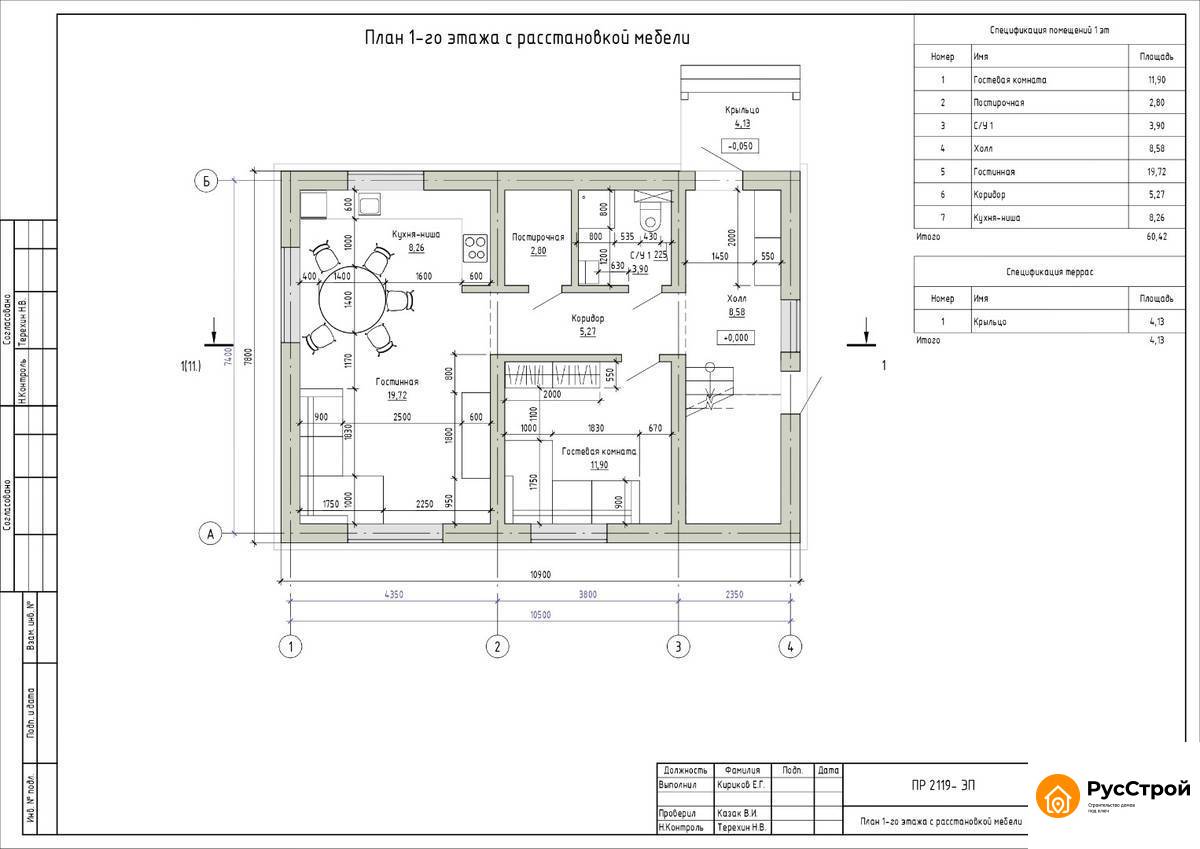 План 1-го этажа с расстановкой мебели
Спецификация помещений 1 эт
Номер Имя Площадь
1 Гостевая комната 11,90
2 Постирочная 2,80
3 С/У 1 3,90
4 Холл 8,58
5 Гостинная 19,72
6 Коридор 5,27
7 Кухня-ниша 8,26
Итого 60,42
Спецификация террас
Номер Имя Площадь
1 Крыльцо 4,13
Итого 4,13
Крыльцо
4,13
-0,050
Б
600
800
Кухня-ниша
8,26
1000
Постирочная
2,80
800 535 430
С/У 1 225
3,90
1200
630
2000
1450 550
400 1400 1600 600
1400
Холл
8,58
+0,000
Коридор
5,27
1(11.)
7400
7800
1
1170
800
550
Гостинная
19,72
2000
1100
900 2500 600
1830
1800
1000 1830 670
Гостевая комната
11,90
1750
900
1750 1000 2250 950
А
10900
4350 3800 2350
10500
1 2 3 4
Согласовано
Н.Контроль Терехин Н.В.
Согласовано
Взам. инв. №
Подп. и дата
Инв. № подл.
Должность Фамилия Подп. Дата
Выполнил Кириков Е.Г.
Проверил Казак В.И.
Н.Контроль Терехин Н.В.
ПР 2119- ЭП
План 1-го этажа с расстановкой мебели
РусСтрой
Строительство домов
под ключ